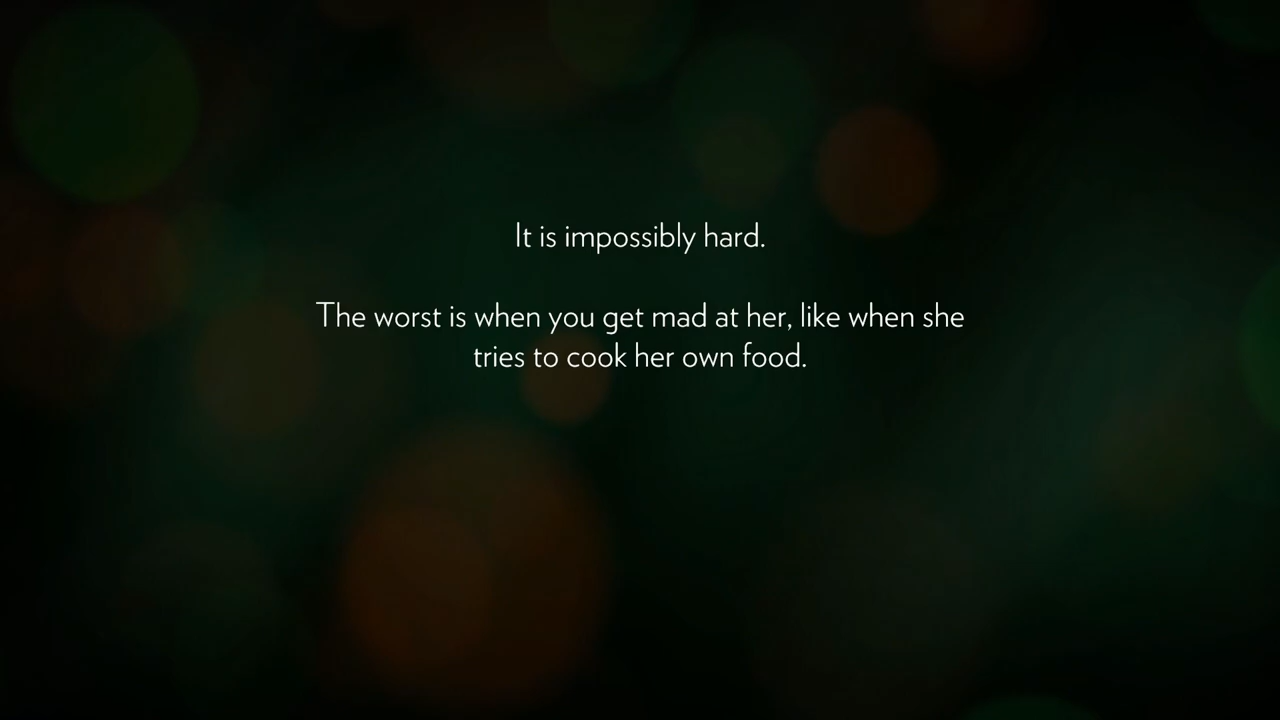 It is impossibly hard.
The worst is when you get mad at her, like when she
tries to cook her own food.